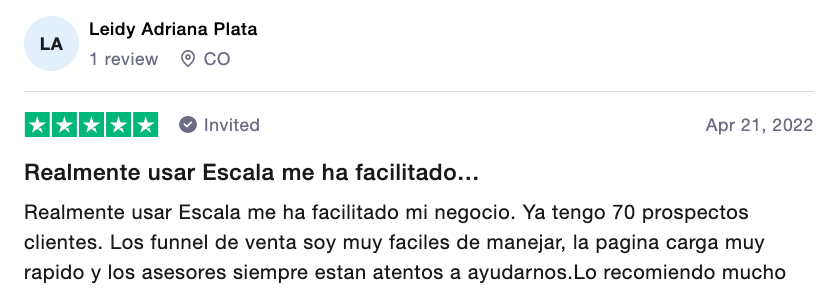 LA
Leidy Adriana Plata
1 review CO
Invited
Apr 21, 2022
Realmente usar Escala me ha facilitado...
Realmente usar Escala me ha facilitado mi negocio. Ya tengo 70 prospectos
clientes. Los funnel de venta soy muy faciles de manejar, la pagina carga muy
rapido y los asesores siempre estan atentos a ayudarnos.Lo recomiendo mucho